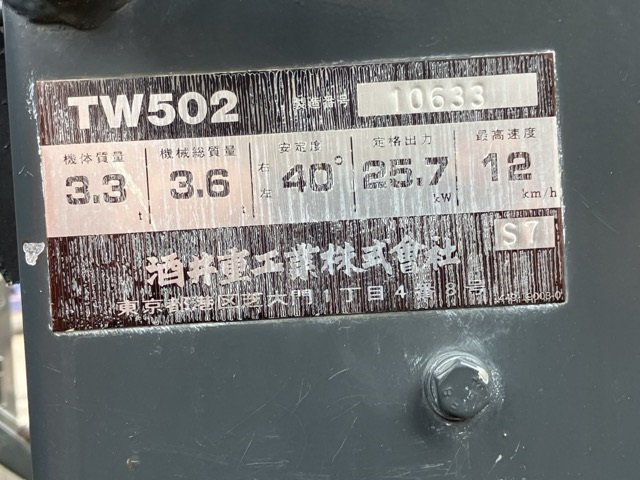 TW502 製造番号 10633
機体質量 機械総質量 安定度 定格出力 最高速度
3.3 t 3.6 t 右左 40° 25.7 kW 12 km/h
S7
酒井重工業株式會社
東京都港区芝大門1丁目4番8号